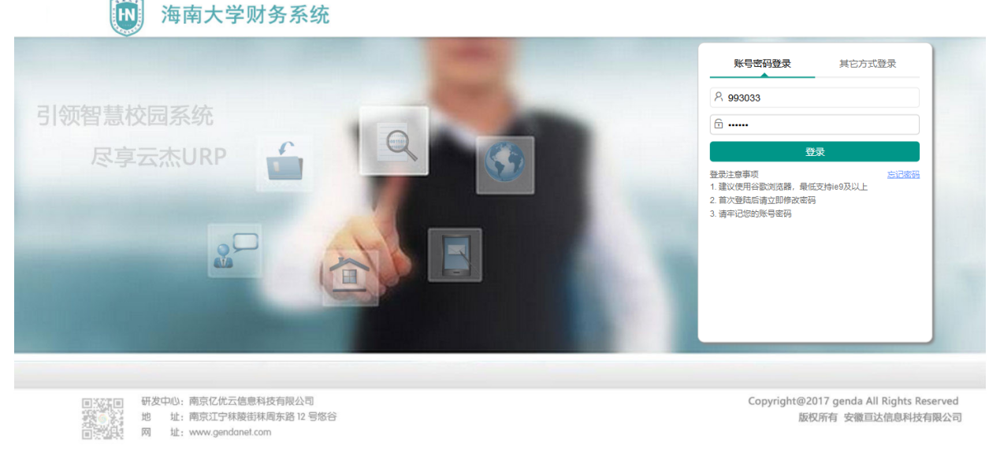 海南大学财务系统
账号密码登录
其它方式登录
993033
••••••
登录
登录注意事项
忘记密码
1. 建议使用谷歌浏览器，最低支持ie9及以上
2. 首次登陆后请立即修改密码
3. 请牢记您的账号密码
引领智慧校园系统
尽享云杰URP
研发中心：南京亿优云信息科技有限公司
地 址：南京江宁秣陵街秣周东路 12 号悠谷
网 址：www.gendanet.com
Copyright@2017 genda All Rights Reserved
版权所有 安徽亘达信息科技有限公司